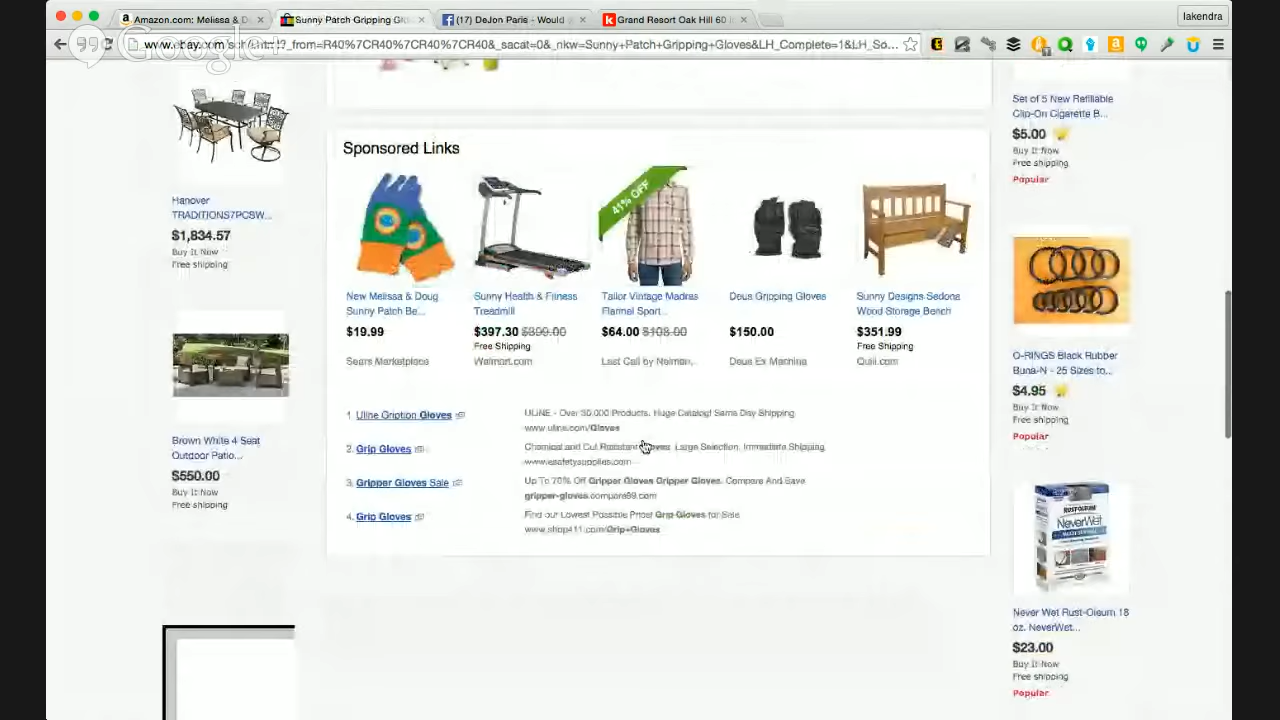 Amazon.com: Melissa & D
Sunny Patch Gripping Glo
(17) DeJon Paris - Would
Grand Resort Oak Hill 60
lakendra
Google+
_from=R40%7CR40%7CR40%7CR40&_sacat=0&_nkw=Sunny+Patch+Gripping+Gloves&LH_Complete=1&LH_So...
Hanover
TRADITIONS7PCSW...
$1,834.57
Buy It Now
Free shipping
Brown White 4 Seat
Outdoor Patio...
$550.00
Buy It Now
Free shipping
Sponsored Links
41% OFF
New Melissa & Doug
Sunny Patch Be...
$19.99
Sears Marketplace
Sunny Health & Fitness
Treadmill
$397.30 $899.00
Free Shipping
Walmart.com
Tailor Vintage Madras
Flannel Sport...
$64.00 $108.00
Last Call by Neiman...
Deus Gripping Gloves
$150.00
Deus Ex Machina
Sunny Designs Sedona
Wood Storage Bench
$351.99
Free Shipping
Quill.com
1. Uline Gription Gloves
ULINE - Over 30,000 Products. Huge Catalog! Same Day Shipping
www.uline.com/Gloves
2. Grip Gloves
Chemical and Cut Resistant Gloves. Large Selection. Immediate Shipping.
www.esafetysupplies.com
3. Gripper Gloves Sale
Up To 70% Off Gripper Gloves Gripper Gloves. Compare And Save
gripper-gloves.compare99.com
4. Grip Gloves
Find our Lowest Possible Price! Grip Gloves for Sale
www.shop411.com/Grip+Gloves
Set of 5 New Refillable
Clip-On Cigarette B...
$5.00
Buy It Now
Free shipping
Popular
O-RINGS Black Rubber
Buna-N - 25 Sizes to...
$4.95
Buy It Now
Free shipping
Popular
RUST-OLEUM
NeverWet
Never Wet Rust-Oleum 18
oz. NeverWet...
$23.00
Buy It Now
Free shipping
Popular